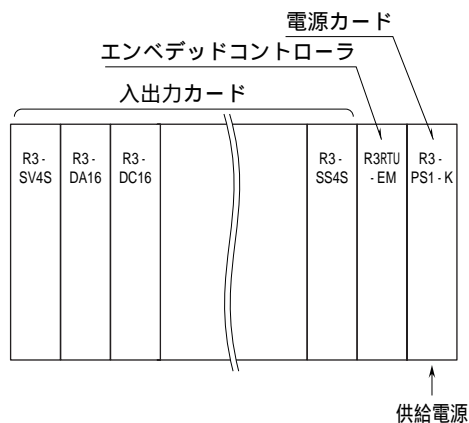 電源カード
エンベデッドコントローラ
入出力カード
R3 -
SV4S
R3 -
DA16
R3 -
DC16
R3 -
SS4S
R3RTU
- EM
R3 -
PS1 - K
供給電源